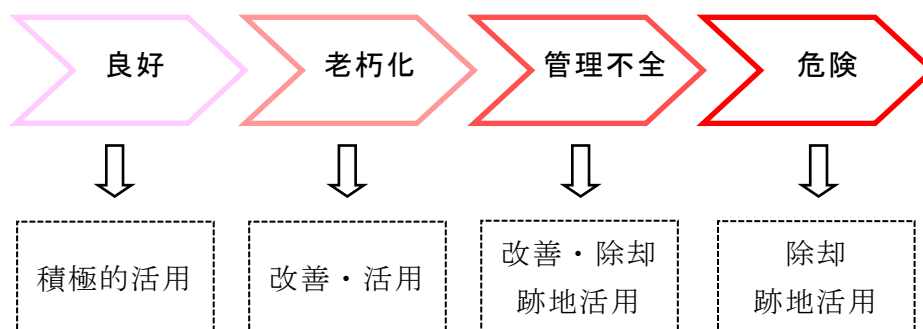 良好
老朽化
管理不全
危険
積極的活用
改善・活用
改善・除却
跡地活用
除却
跡地活用